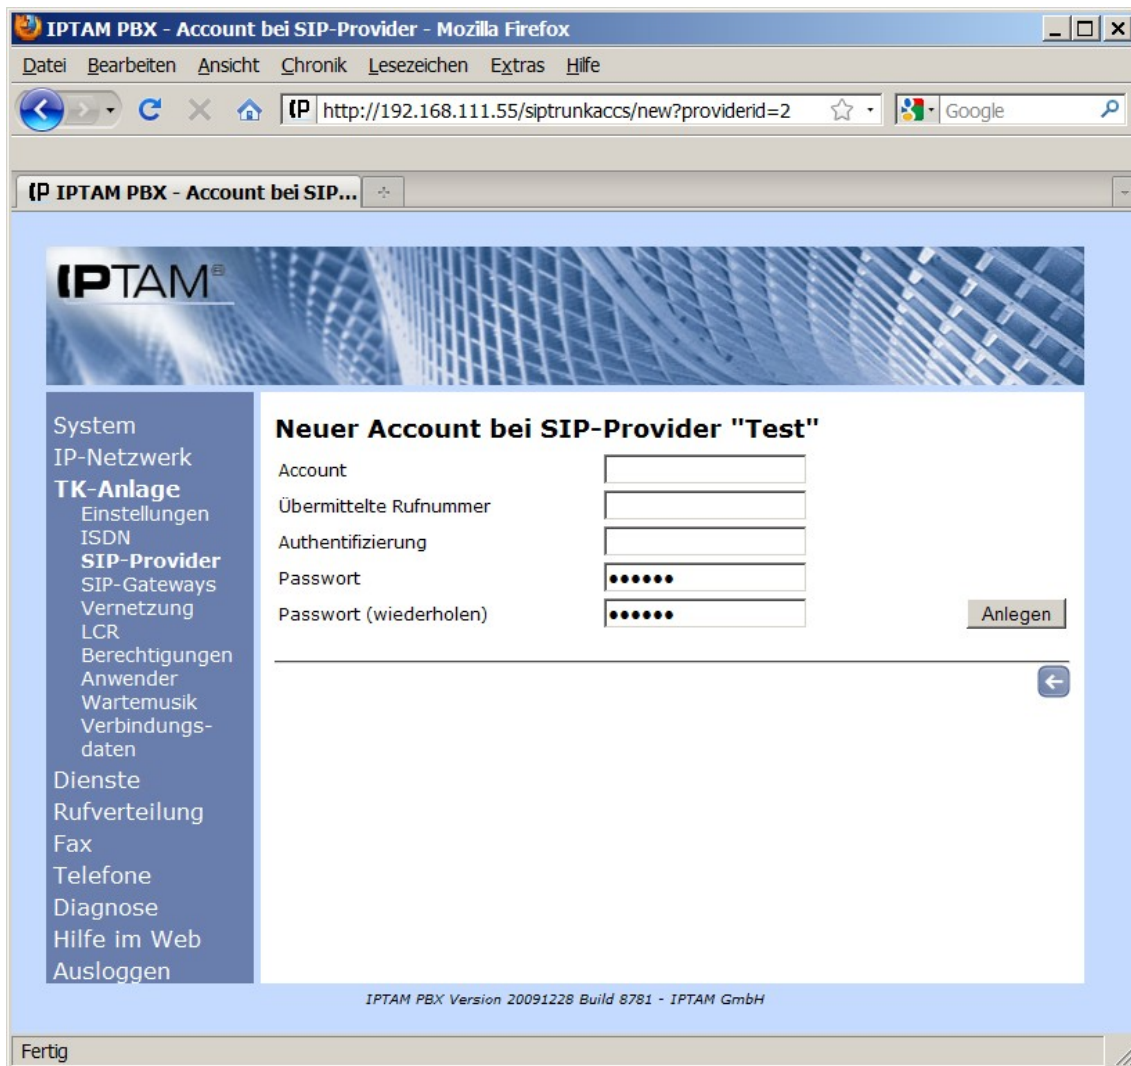 IPTAM PBX - Account bei SIP-Provider - Mozilla Firefox
Datei Bearbeiten Ansicht Chronik Lesezeichen Extras Hilfe
(P http://192.168.111.55/siptrunkaccs/new?providerid=2 Google
(P IPTAM PBX - Account bei SIP...
IPTAM®
System
IP-Netzwerk
TK-Anlage
Einstellungen
ISDN
SIP-Provider
SIP-Gateways
Vernetzung
LCR
Berechtigungen
Anwender
Wartemusik
Verbindungs-
daten
Dienste
Rufverteilung
Fax
Telefone
Diagnose
Hilfe im Web
Ausloggen
Neuer Account bei SIP-Provider "Test"
Account
Übermittelte Rufnummer
Authentifizierung
Passwort ●●●●●●
Passwort (wiederholen) ●●●●●● Anlegen
IPTAM PBX Version 20091228 Build 8781 - IPTAM GmbH
Fertig